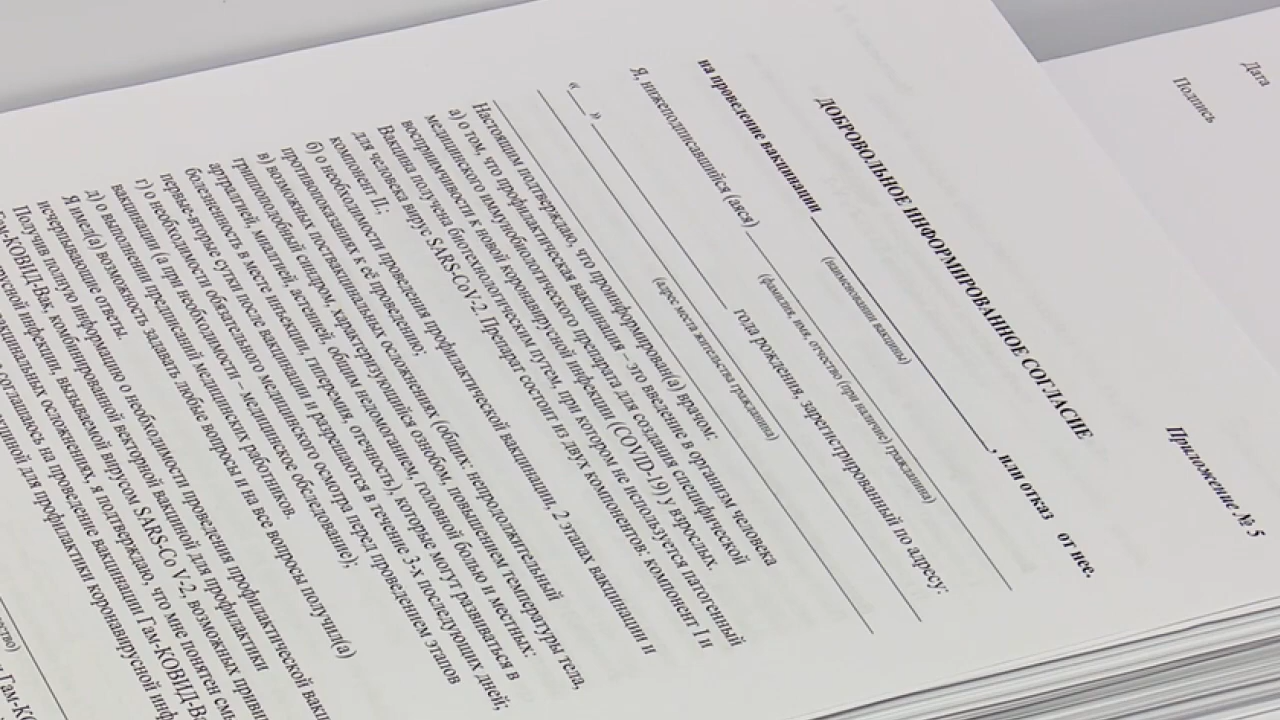 Дата
Подпись
Приложение № 5
ДОБРОВОЛЬНОЕ ИНФОРМИРОВАННОЕ СОГЛАСИЕ
на проведение вакцинации ____, или отказ от нее.
(наименование вакцины)
Я, нижеподписавшийся (аяся)
(фамилия, имя, отчество (при наличии) гражданина)
«___» ____ года рождения, зарегистрированный по адресу:
(адрес места жительства гражданина)
Настоящим подтверждаю, что проинформирован(а) врачом:
а) о том, что профилактическая вакцинация – это введение в организм человека
медицинского иммунобиологического препарата для создания специфической
восприимчивости к новой коронавирусной инфекции (COVID-19) у взрослых.
Вакцина получена биотехнологическим путем, при котором не используется патогенный
для человека вирус SARS-CoV-2. Препарат состоит из двух компонентов: компонент I и
компонент II.;
б) о необходимости проведения профилактической вакцинации, 2 этапах вакцинации и
противопоказаниях к её проведению;
в) возможных поствакцинальных осложнениях (общих: непродолжительный
гриппоподобный синдром, характеризующийся ознобом, повышением температуры тела,
артралгией, миалгией, астенией, общим недомоганием, головной болью и местных:
болезненность в месте инъекции, гиперемия, отечность), которые могут развиваться в
первые-вторые сутки после вакцинации и разрешаются в течение 3-х последующих дней;
г) о необходимости обязательного медицинского осмотра перед проведением этапов
вакцинации (а при необходимости – медицинское обследование);
д) о выполнении предписаний медицинских работников.
Я имел(а) возможность задавать любые вопросы и на все вопросы получил(а)
исчерпывающие ответы.
Получив полную информацию о необходимости проведения профилактической
Гам-КОВИД-Вак, комбинированной векторной вакциной для профилактики
инфекции, вызываемой вирусом SARS-Co V-2, возможных
осложнениях, я подтверждаю, что мне понятен
соглашаюсь на проведение вакцинации Гам-КОВИД-
для профилактики коронавирусной
Гам-КОВ